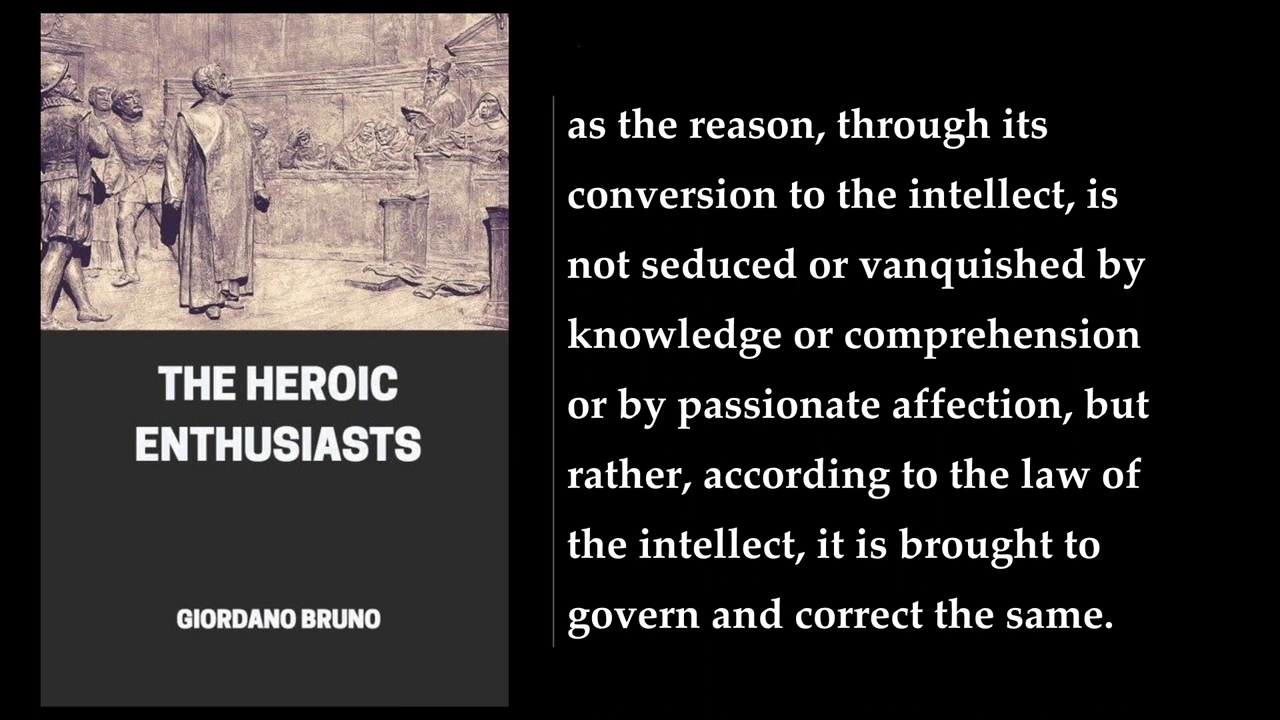 THE HEROIC
ENTHUSIASTS
GIORDANO BRUNO
as the reason, through its
conversion to the intellect, is
not seduced or vanquished by
knowledge or comprehension
or by passionate affection, but
rather, according to the law of
the intellect, it is brought to
govern and correct the same.